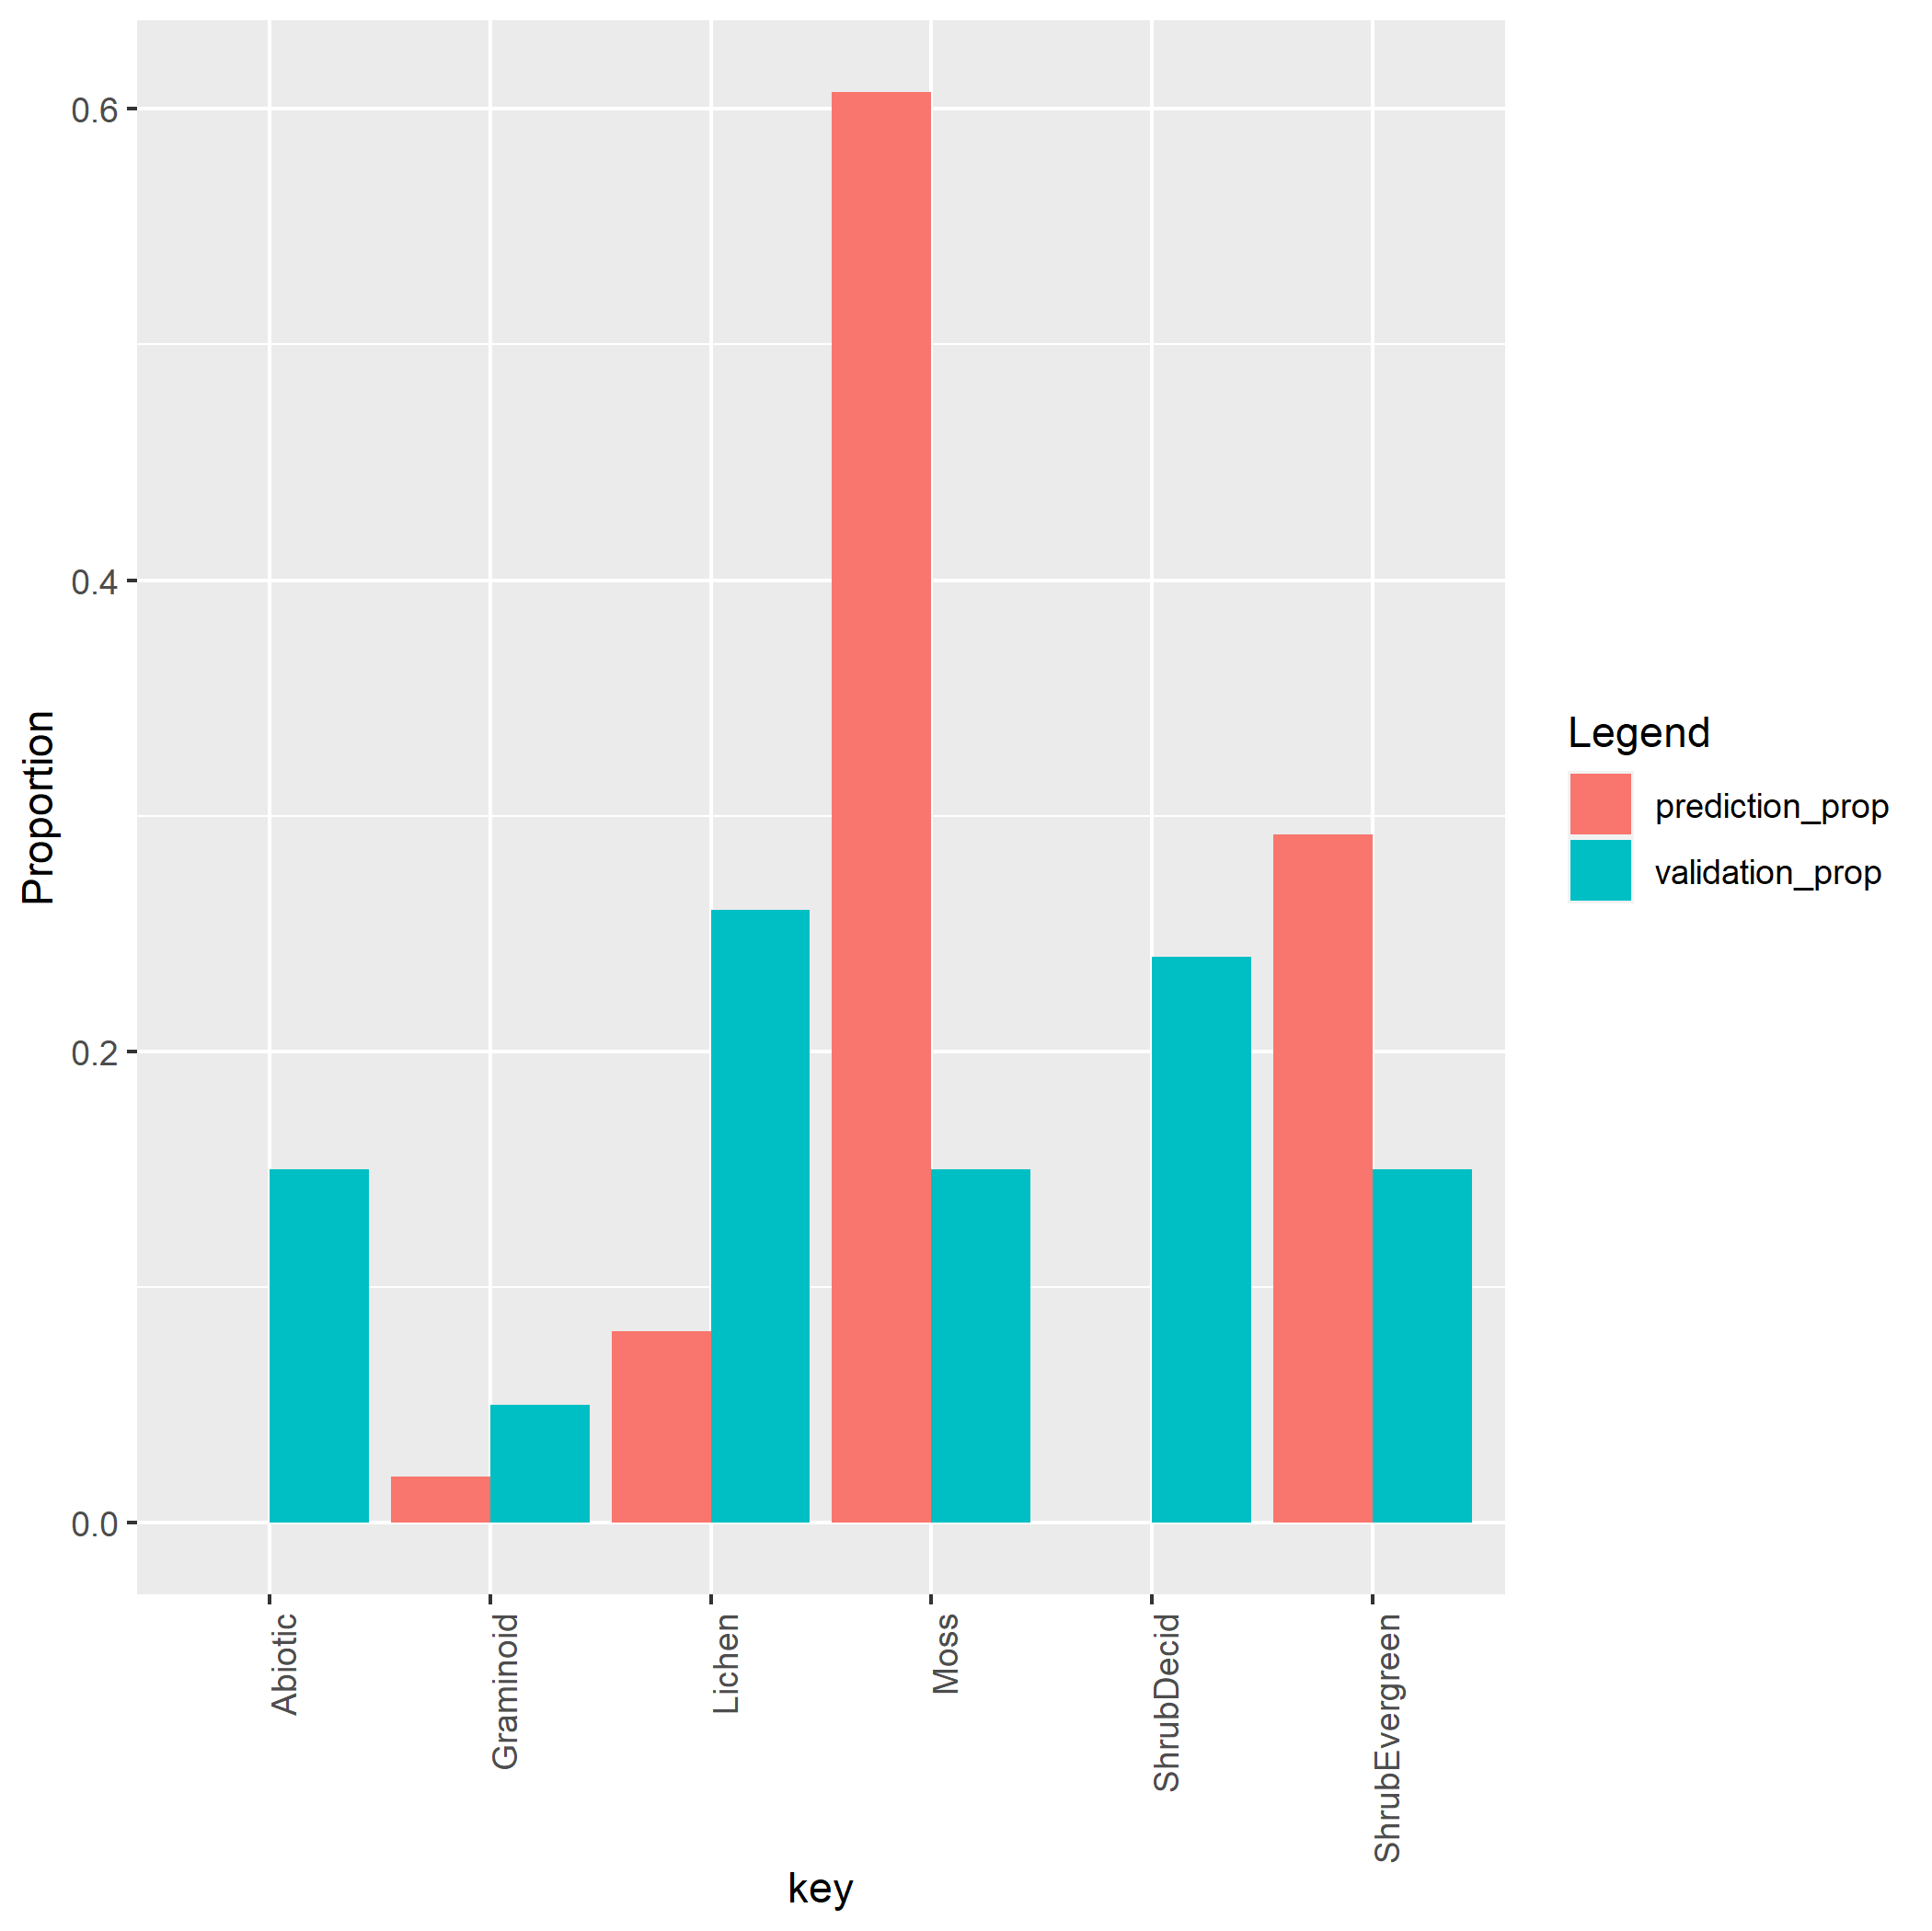 Proportion
0.6
0.4
0.2
0.0
Abiotic
Graminoid
Lichen
Moss
ShrubDecid
ShrubEvergreen
key
Legend
prediction_prop
validation_prop